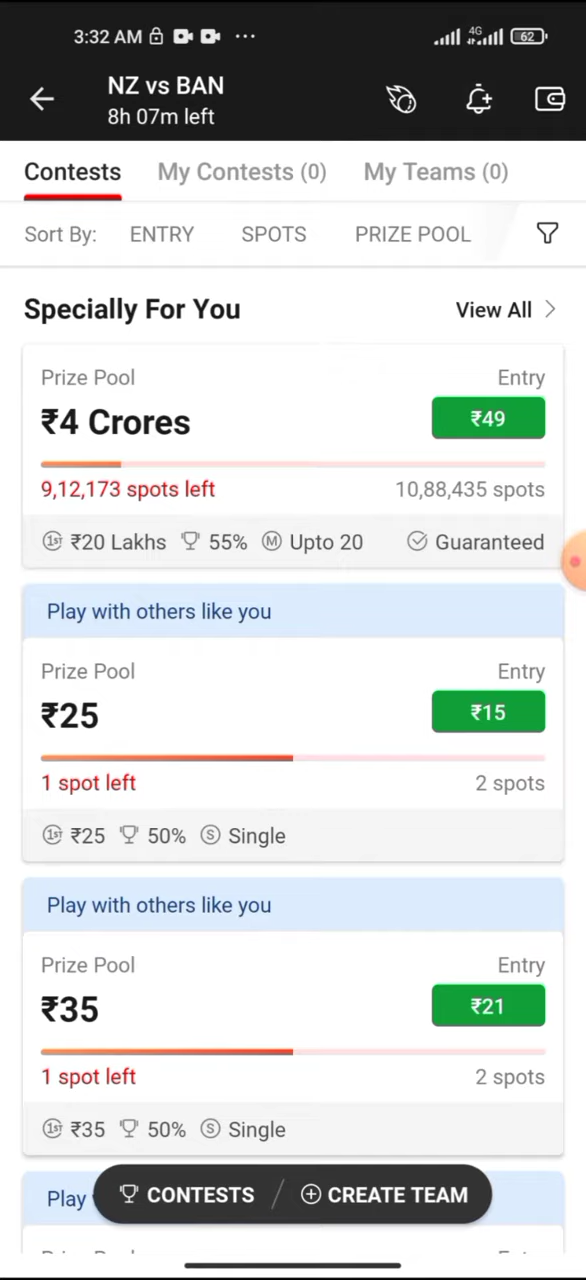 3:32 AM 4G 62
NZ vs BAN
8h 07m left
Contests My Contests (0) My Teams (0)
Sort By: ENTRY SPOTS PRIZE POOL
Specially For You View All
Prize Pool Entry
₹4 Crores ₹49
9,12,173 spots left 10,88,435 spots
1st ₹20 Lakhs 55% M Upto 20 Guaranteed
Play with others like you
Prize Pool Entry
₹25 ₹15
1 spot left 2 spots
1st ₹25 50% S Single
Play with others like you
Prize Pool Entry
₹35 ₹21
1 spot left 2 spots
1st ₹35 50% S Single
Play
CONTESTS / CREATE TEAM